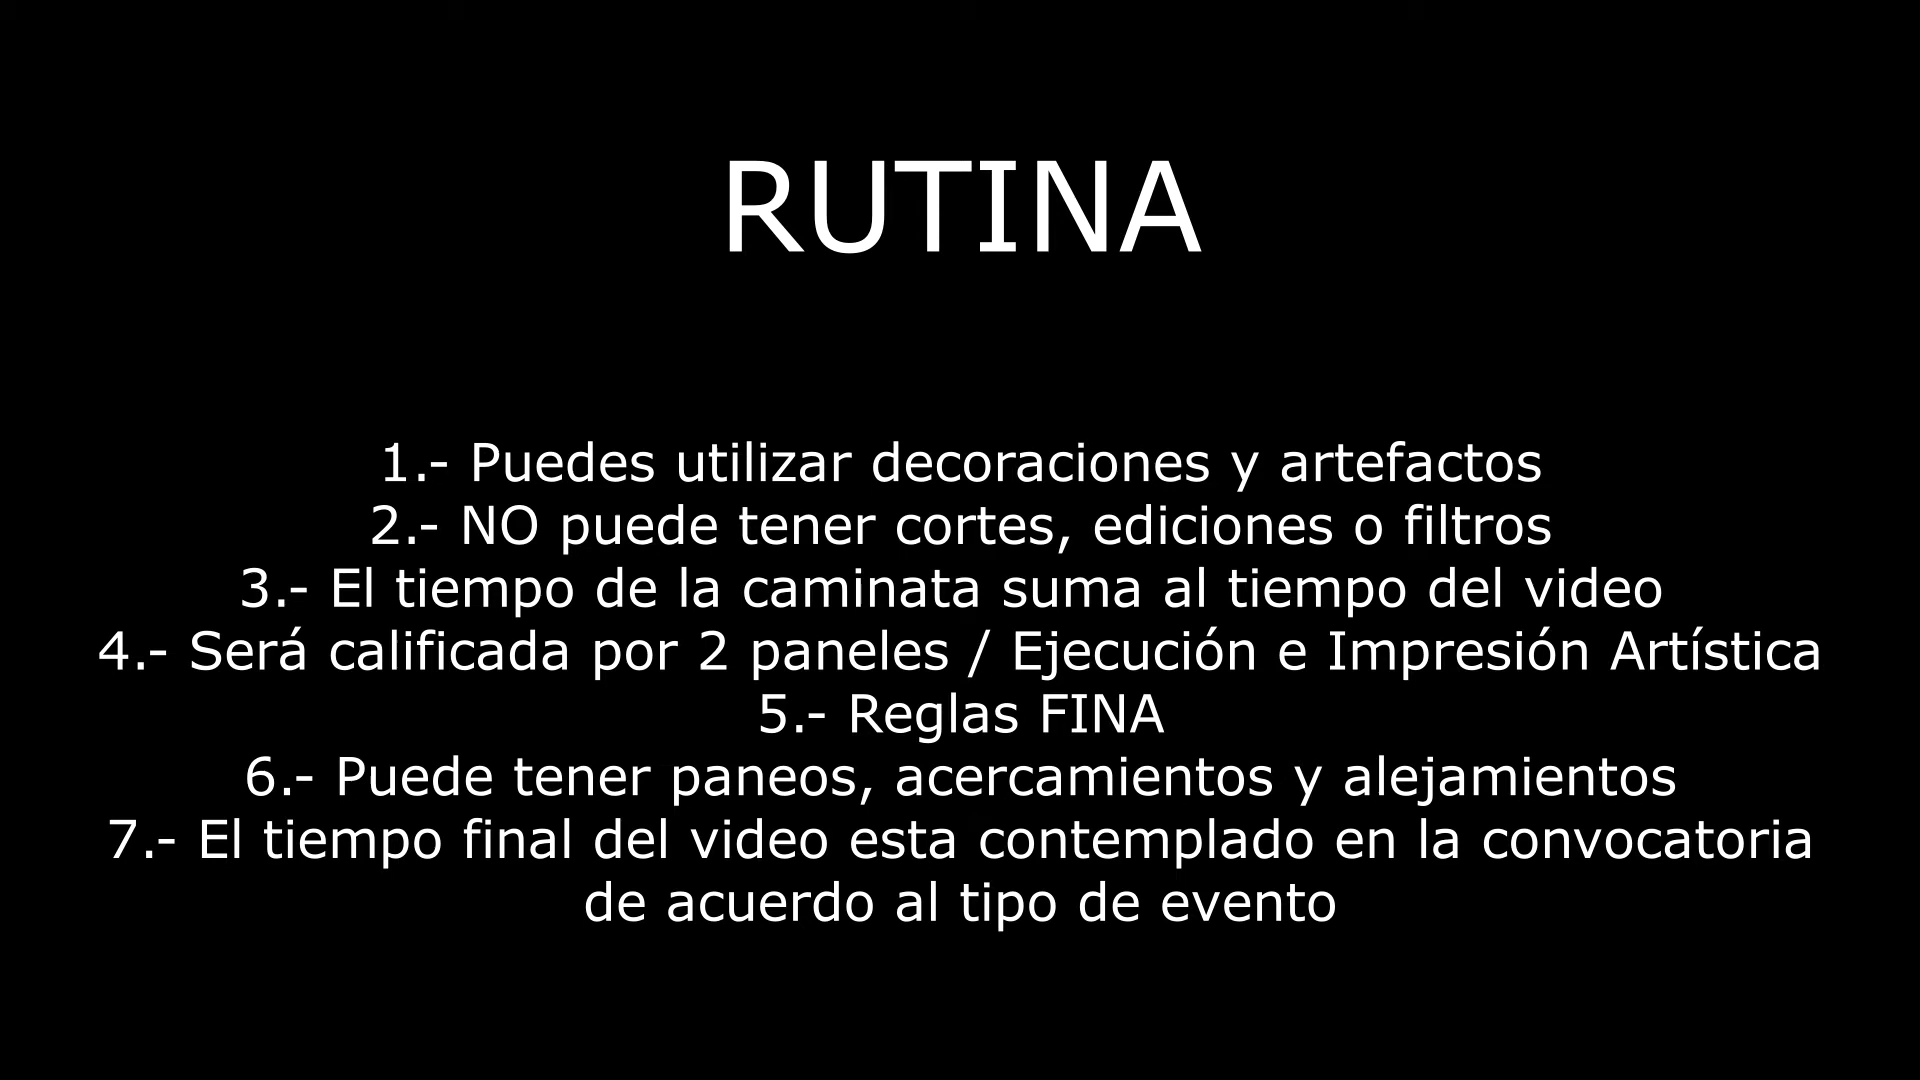 RUTINA
1.- Puedes utilizar decoraciones y artefactos
2.- NO puede tener cortes, ediciones o filtros
3.- El tiempo de la caminata suma al tiempo del video
4.- Será calificada por 2 paneles / Ejecución e Impresión Artística
5.- Reglas FINA
6.- Puede tener paneos, acercamientos y alejamientos
7.- El tiempo final del video esta contemplado en la convocatoria
de acuerdo al tipo de evento